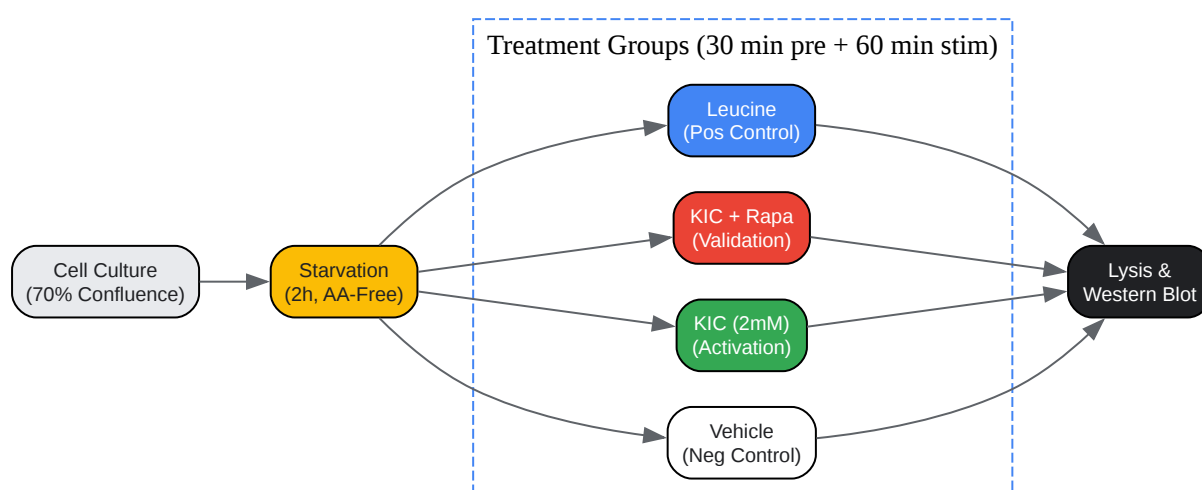 Treatment Groups (30 min pre + 60 min stim)
Leucine
(Pos Control)
KIC + Rapa
(Validation)
Cell Culture
(70% Confluence)
Starvation
(2h, AA-Free)
Lysis &
Western Blot
KIC (2mM)
(Activation)
Vehicle
(Neg Control)